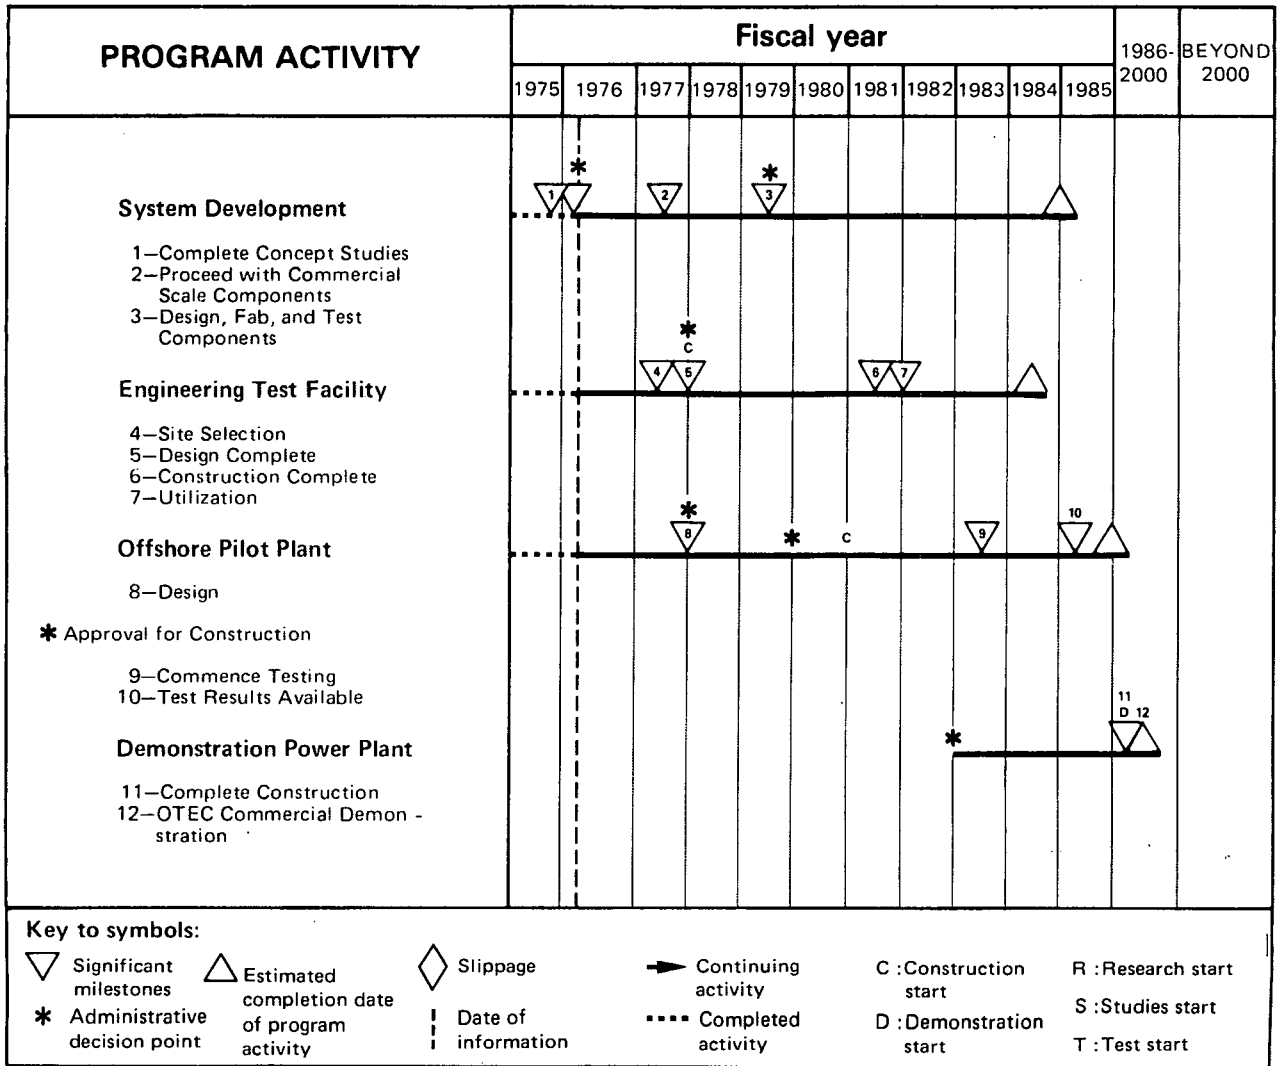 PROGRAM ACTIVITY
Fiscal year
1975 1976 1977 1978 1979 1980 1981 1982 1983 1984 1985
1986-
2000
BEYOND
2000
*
*
1 2 3
System Development
1—Complete Concept Studies
2—Proceed with Commercial
Scale Components
3—Design, Fab, and Test
Components
*
C
4 5 6 7
Engineering Test Facility
4—Site Selection
5—Design Complete
6—Construction Complete
7—Utilization
*
10
8 * C 9
Offshore Pilot Plant
8—Design
* Approval for Construction
9—Commence Testing
10—Test Results Available
11
D 12
*
Demonstration Power Plant
11—Complete Construction
12—OTEC Commercial Demon -
stration
Key to symbols:
Significant
milestones
* Administrative
decision point
Estimated
completion date
of program
activity
Slippage
Date of
information
Continuing
activity
Completed
activity
C :Construction
start
D :Demonstration
start
R :Research start
S :Studies start
T :Test start